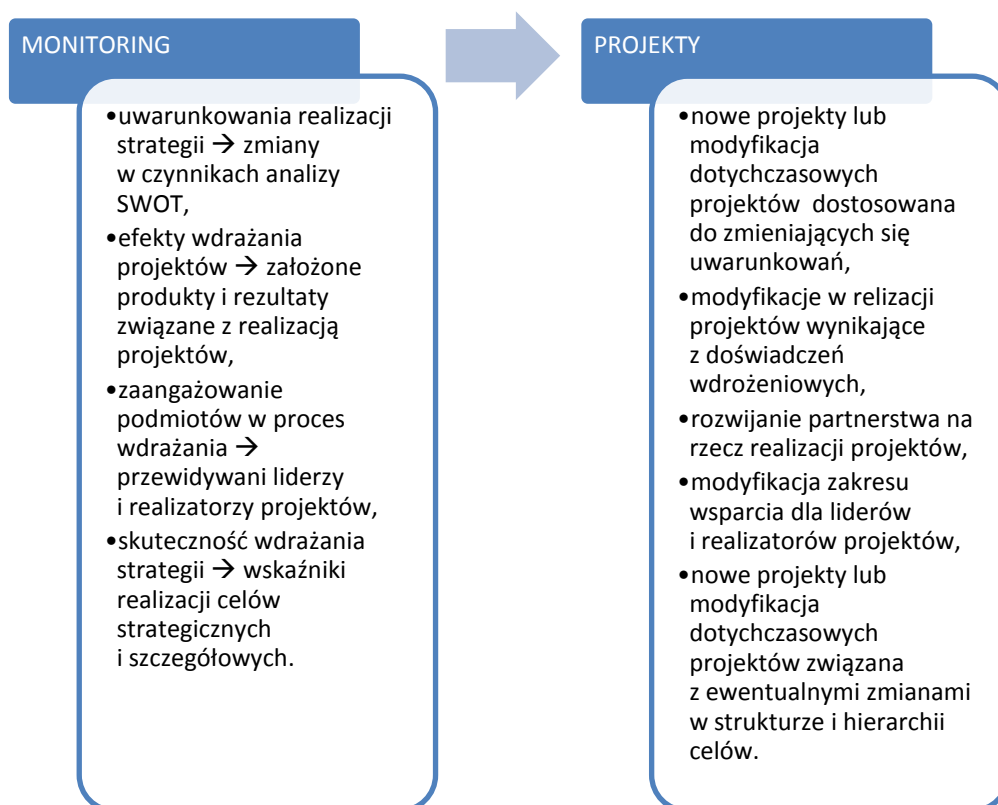 MONITORING
•uwarunkowania realizacji
strategii → zmiany
w czynnikach analizy
SWOT,
•efekty wdrażania
projektów → założone
produkty i rezultaty
związane z realizacją
projektów,
•zaangażowanie
podmiotów w proces
wdrażania →
przewidywani liderzy
i realizatorzy projektów,
•skuteczność wdrażania
strategii → wskaźniki
realizacji celów
strategicznych
i szczegółowych.
PROJEKTY
•nowe projekty lub
modyfikacja
dotychczasowych
projektów dostosowana
do zmieniających się
uwarunkowań,
•modyfikacje w relizacji
projektów wynikające
z doświadczeń
wdrożeniowych,
•rozwijanie partnerstwa na
rzecz realizacji projektów,
•modyfikacja zakresu
wsparcia dla liderów
i realizatorów projektów,
•nowe projekty lub
modyfikacja
dotychczasowych
projektów związana
z ewentualnymi zmianami
w strukturze i hierarchii
celów.